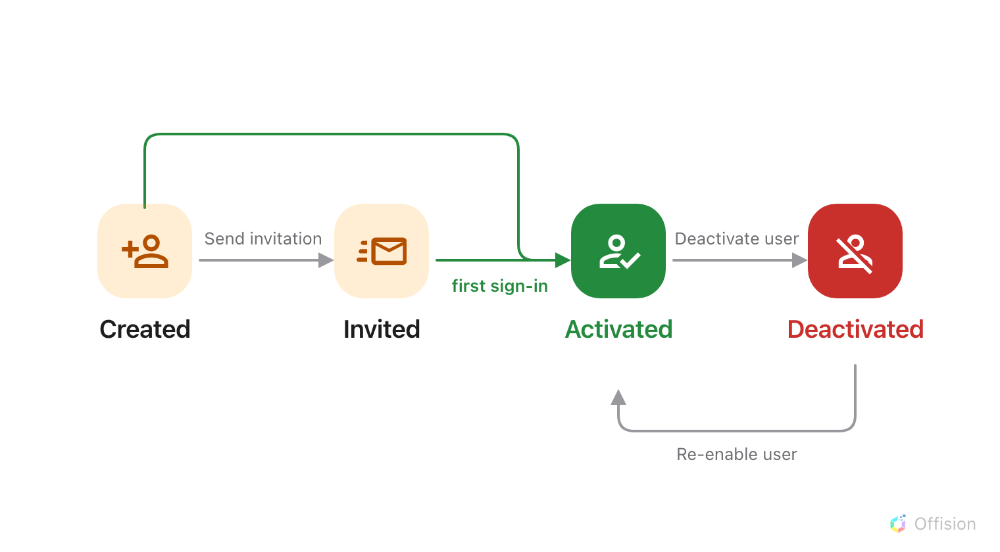 Send invitation
Deactivate user
first sign-in
Created
Invited
Activated
Deactivated
Re-enable user
Offision